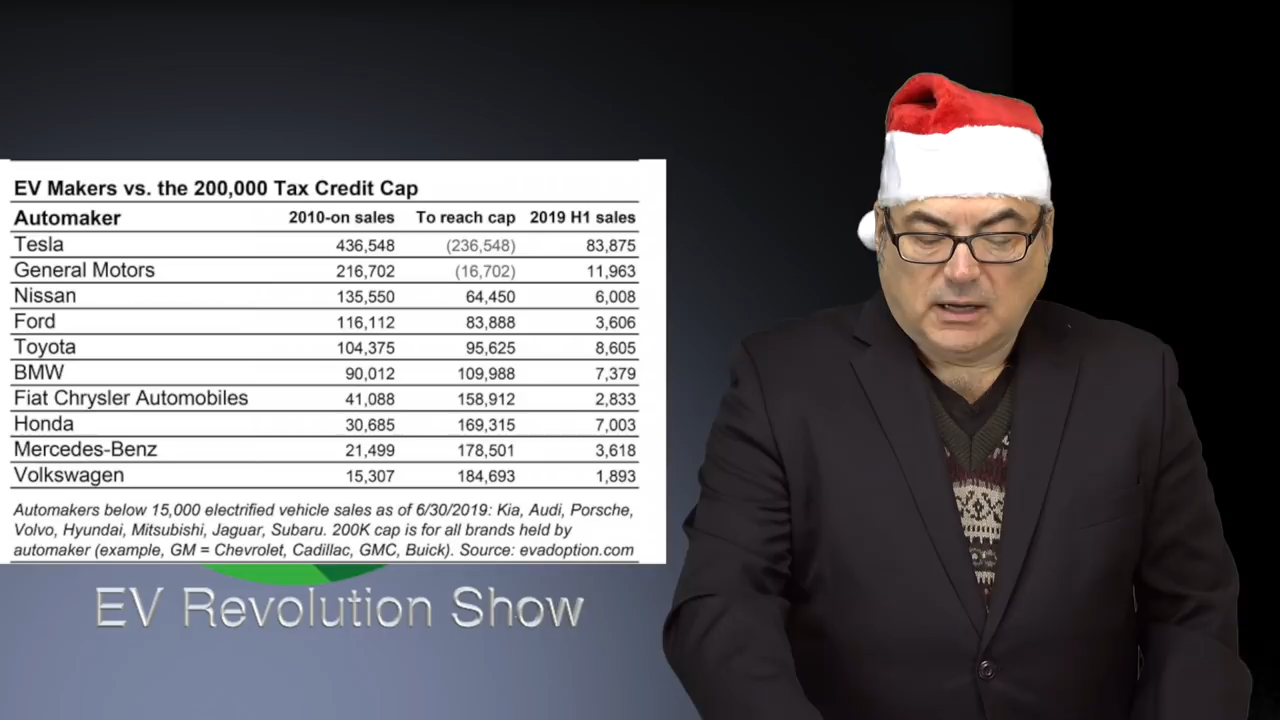 EV Makers vs. the 200,000 Tax Credit Cap
Automaker 2010-on sales To reach cap 2019 H1 sales
Tesla 436,548 (236,548) 83,875
General Motors 216,702 (16,702) 11,963
Nissan 135,550 64,450 6,008
Ford 116,112 83,888 3,606
Toyota 104,375 95,625 8,605
BMW 90,012 109,988 7,379
Fiat Chrysler Automobiles 41,088 158,912 2,833
Honda 30,685 169,315 7,003
Mercedes-Benz 21,499 178,501 3,618
Volkswagen 15,307 184,693 1,893
Automakers below 15,000 electrified vehicle sales as of 6/30/2019: Kia, Audi, Porsche,
Volvo, Hyundai, Mitsubishi, Jaguar, Subaru. 200K cap is for all brands held by
automaker (example, GM = Chevrolet, Cadillac, GMC, Buick). Source: evadoption.com
EV Revolution Show